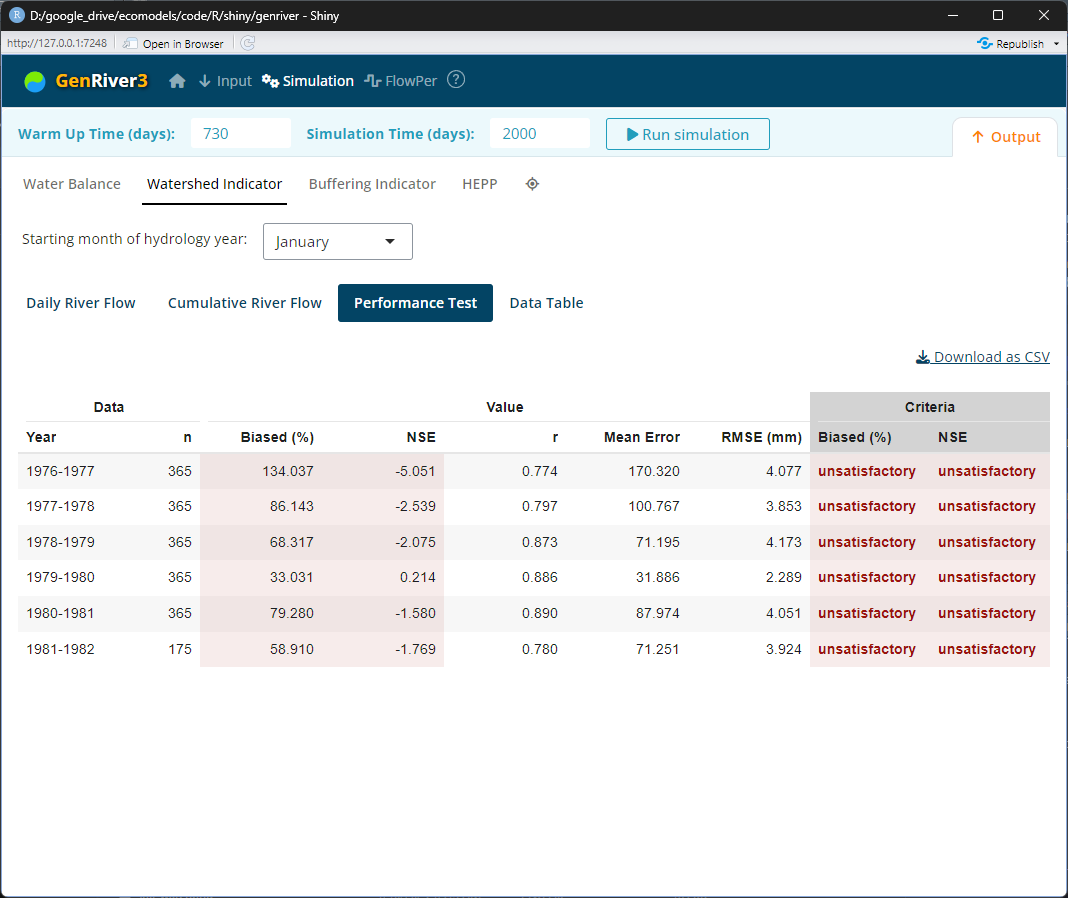 D:/google_drive/ecomodels/code/R/shiny/genriver - Shiny
http://127.0.0.1:7248 Open in Browser Republish
GenRiver3 Input Simulation FlowPer ?
Warm Up Time (days): 730 Simulation Time (days): 2000 Run simulation Output
Water Balance Watershed Indicator Buffering Indicator HEPP
Starting month of hydrology year: January
Daily River Flow Cumulative River Flow Performance Test Data Table
Download as CSV
Data Value Criteria
Year n Biased (%) NSE r Mean Error RMSE (mm) Biased (%) NSE
1976-1977 365 134.037 -5.051 0.774 170.320 4.077 unsatisfactory unsatisfactory
1977-1978 365 86.143 -2.539 0.797 100.767 3.853 unsatisfactory unsatisfactory
1978-1979 365 68.317 -2.075 0.873 71.195 4.173 unsatisfactory unsatisfactory
1979-1980 365 33.031 0.214 0.886 31.886 2.289 unsatisfactory unsatisfactory
1980-1981 365 79.280 -1.580 0.890 87.974 4.051 unsatisfactory unsatisfactory
1981-1982 175 58.910 -1.769 0.780 71.251 3.924 unsatisfactory unsatisfactory